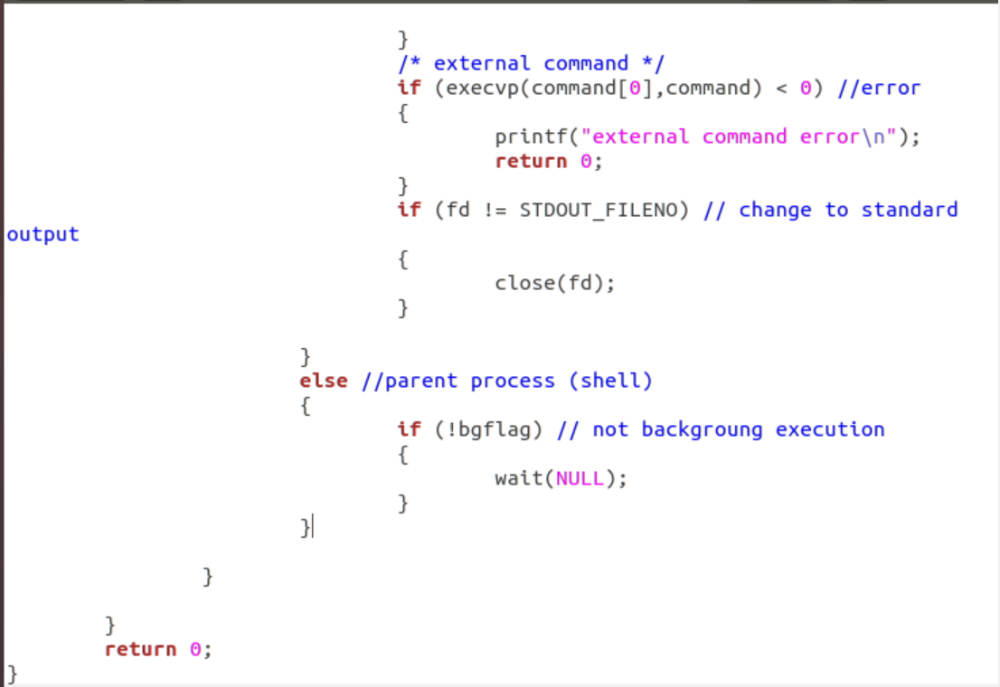 }
/* external command */
if (execvp(command[0],command) < 0) //error
{
printf("external command error\n");
return 0;
}
if (fd != STDOUT_FILENO) // change to standard
output
{
close(fd);
}
}
else //parent process (shell)
{
if (!bgflag) // not backgroung execution
{
wait(NULL);
}
}
}
}
return 0;
}